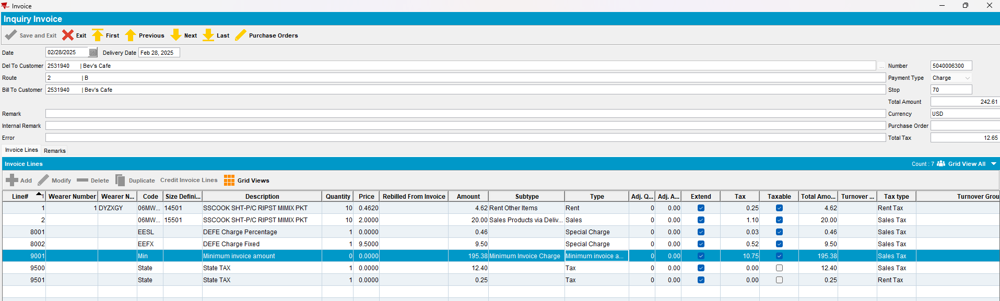 Invoice
Inquiry Invoice
Save and Exit Exit First Previous Next Last Purchase Orders
Date 02/28/2025 16 Delivery Date Feb 28, 2025
Del To Customer 2531940 | Bev's Cafe ... Number 5040006300
Route 2 | B Payment Type Charge
Bill To Customer 2531940 | Bev's Cafe Stop 70
Total Amount 242.61
Remark Currency USD
Internal Remark Purchase Order
Error Total Tax 12.65
Invoice Lines Remarks
Invoice Lines Count : 7 Grid View All
Add Modify Delete Duplicate Credit Invoice Lines Grid Views
Line# 1 Wearer Number Wearer N... Code Size Defini... Description Quantity Price Rebilled From Invoice Amount Subtype Type Adj. Q... Adj. A... Extend Tax Taxable Total Amo... Turnover ... Tax type Turnover Grou
1 1 DYZXGY 06MW... 14501 SSCOOK SHT-P/C RIPST MIMIX PKT 10 0.4620 4.62 Rent Other Items Rent 0 0.00 0.25 4.62 Rent Tax
2 06MW... 15501 SSCOOK SHT-P/C RIPST MIMIX PKT 10 2.0000 20.00 Sales Products via Deliv... Sales 0 0.00 1.10 20.00 Sales Tax
8001 EESL DEFE Charge Percentage 1 0.0000 0.46 Special Charge 0 0.00 0.03 0.46 Sales Tax
8002 EEFX DEFE Charge Fixed 1 9.5000 9.50 Special Charge 0 0.00 0.52 9.50 Sales Tax
9001 Min Minimum invoice amount 0 0.0000 195.38 Minimum Invoice Charge Minimum invoice a... 0 0.00 10.75 195.38 Sales Tax
9500 State State TAX 1 0.0000 12.40 Tax 0 0.00 0.00 12.40 Sales Tax
9501 State State TAX 1 0.0000 0.25 Tax 0 0.00 0.00 0.25 Rent Tax